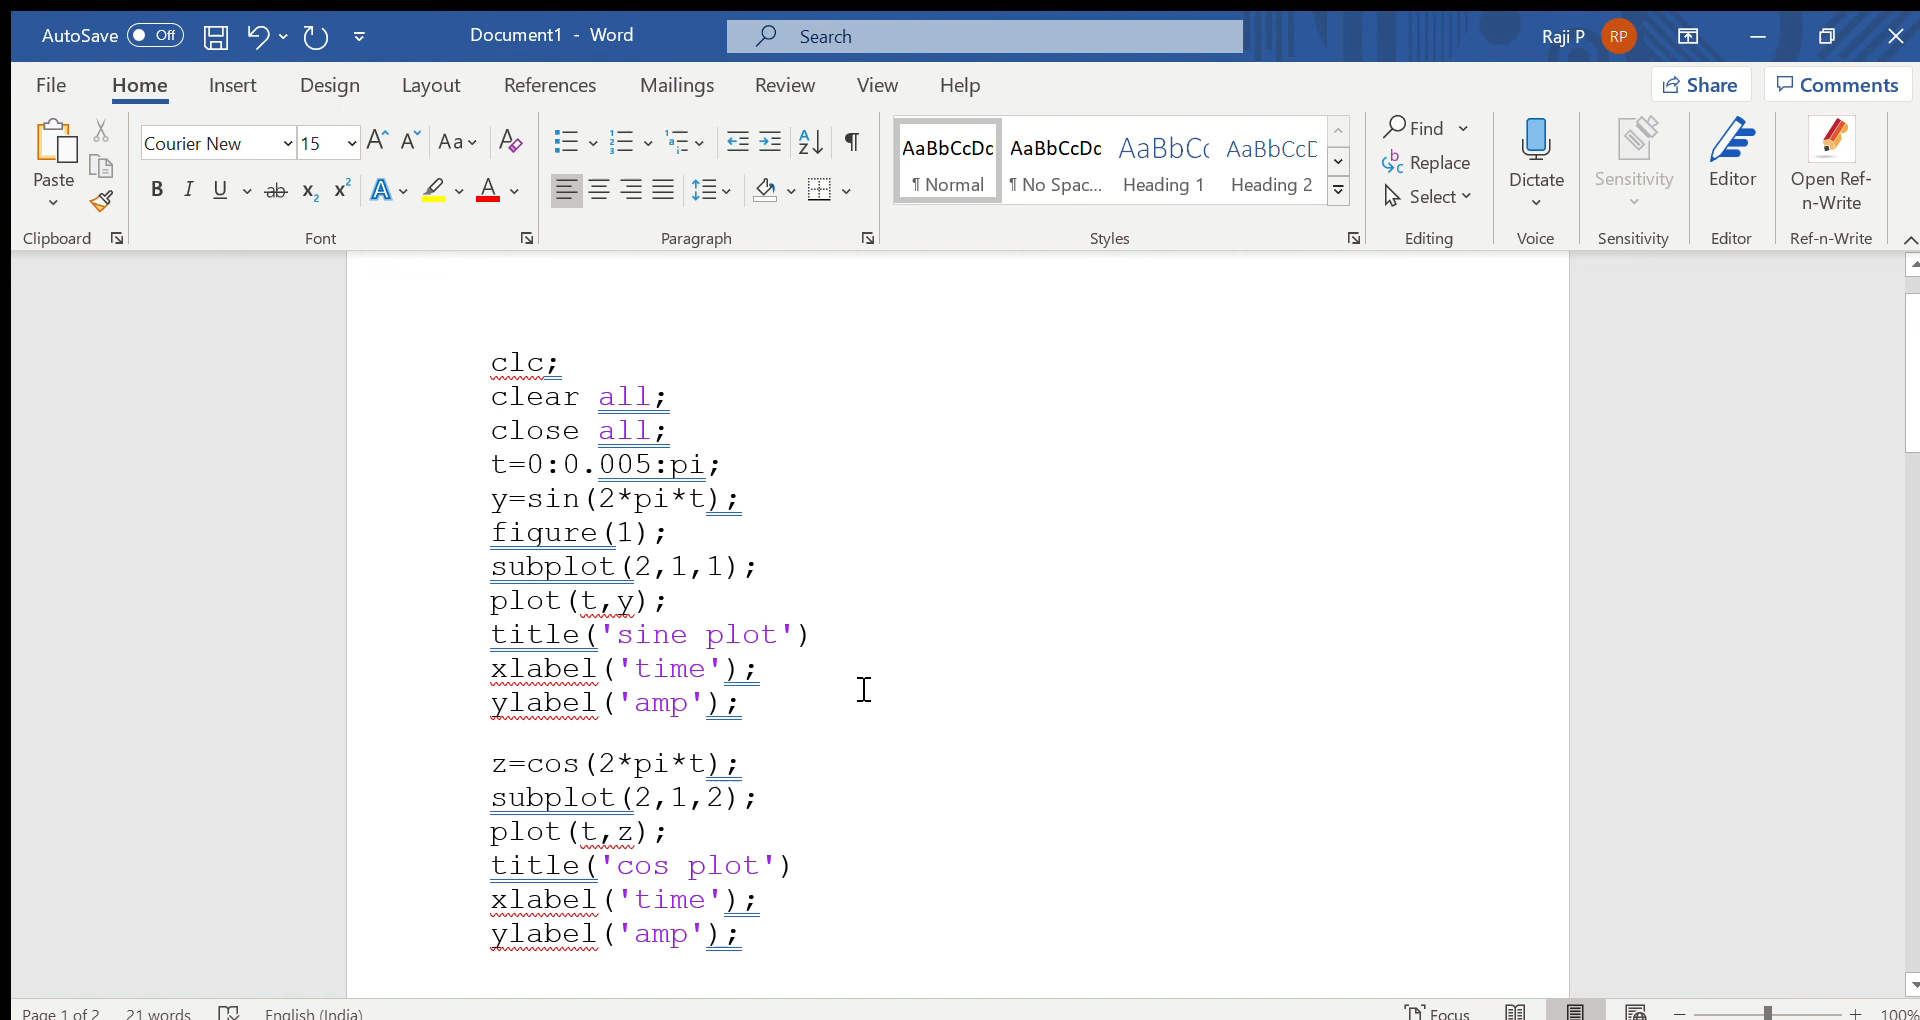 AutoSave Off Document1 - Word Search Raji P RP
File Home Insert Design Layout References Mailings Review View Help Share Comments
Paste
Clipboard
Courier New 15 A A Aa A
B I U ab x2 x2 A A
Font
Paragraph
AaBbCcDc AaBbCcDc AaBbCc AaBbCcE
¶ Normal ¶ No Spac... Heading 1 Heading 2
Styles
Find
Replace
Select
Editing
Dictate
Voice
Sensitivity
Sensitivity
Editor
Editor
Open Ref-
n-Write
Ref-n-Write
clc;
clear all;
close all;
t=0:0.005:pi;
y=sin(2*pi*t);
figure(1);
subplot(2,1,1);
plot(t,y);
title('sine plot')
xlabel('time');
ylabel('amp');
z=cos(2*pi*t);
subplot(2,1,2);
plot(t,z);
title('cos plot')
xlabel('time');
ylabel('amp');
Page 1 of 2 21 words English (India) Focus 100%